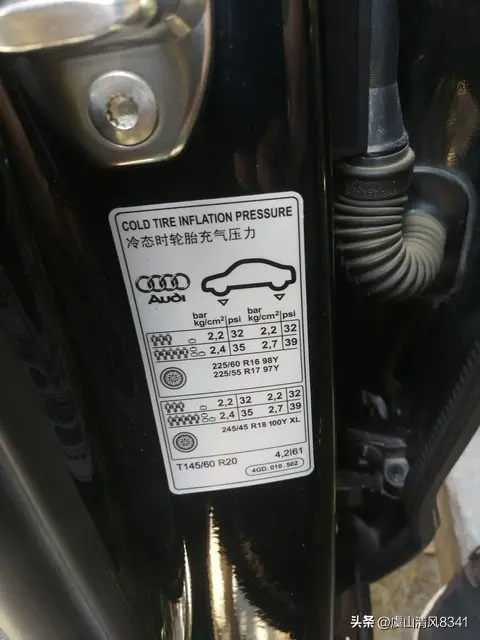 COLD TIRE INFLATION PRESSURE
冷态时轮胎充气压力
Audi
bar psi bar psi
kg/cm² kg/cm²
2,2 32 2,2 32
2,4 35 2,7 39
225/60 R16 98Y
225/55 R17 97Y
2,2 32 2,2 32
2,4 35 2,7 39
245/45 R18 100Y XL
T145/60 R20 4,2l61
4GD.010.502
头条 @虞山清风8341